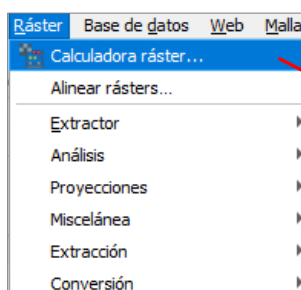 Ráster Base de datos Web Malla
Calculadora ráster...
Alinear rásters...
Extractor
Análisis
Proyecciones
Miscelánea
Extracción
Conversión